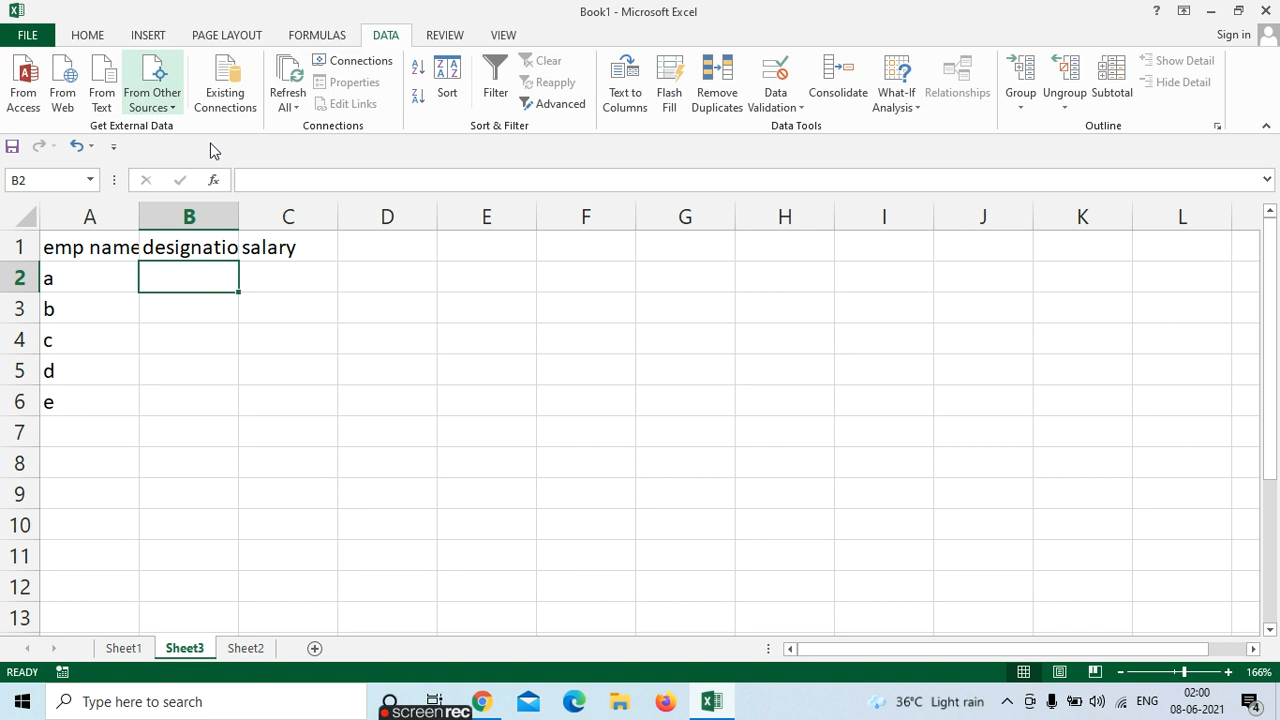 Book1 - Microsoft Excel
?
FILE HOME INSERT PAGE LAYOUT FORMULAS DATA REVIEW VIEW Sign in
From Access
From Web
From Text
From Other Sources
Existing Connections
Get External Data
Refresh All
Connections
Properties
Edit Links
Connections
Sort
Filter
Clear
Reapply
Advanced
Sort & Filter
Text to Columns
Flash Fill
Remove Duplicates
Data Validation
Consolidate
What-If Analysis
Relationships
Data Tools
Group
Ungroup
Subtotal
Show Detail
Hide Detail
Outline
B2 fx
A B C D E F G H I J K L
1 emp name designatio salary
2 a
3 b
4 c
5 d
6 e
7
8
9
10
11
12
13
Sheet1 Sheet3 Sheet2
READY 166%
Type here to search
screenrec
36°C Light rain
ENG
02:00
08-06-2021
4